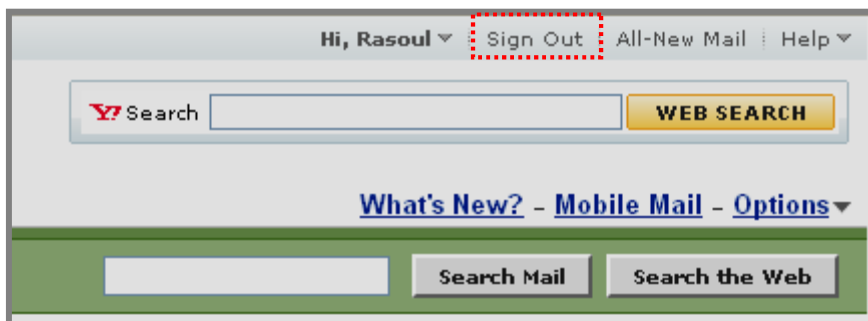 Hi, Rasoul Sign Out All-New Mail Help
Y! Search WEB SEARCH
What's New? – Mobile Mail – Options
Search Mail Search the Web